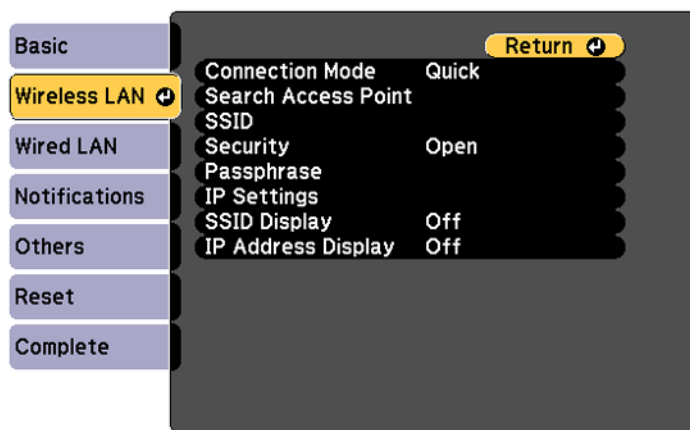 Basic
Wireless LAN
Wired LAN
Notifications
Others
Reset
Complete
Return
Connection Mode Quick
Search Access Point
SSID
Security Open
Passphrase
IP Settings
SSID Display Off
IP Address Display Off